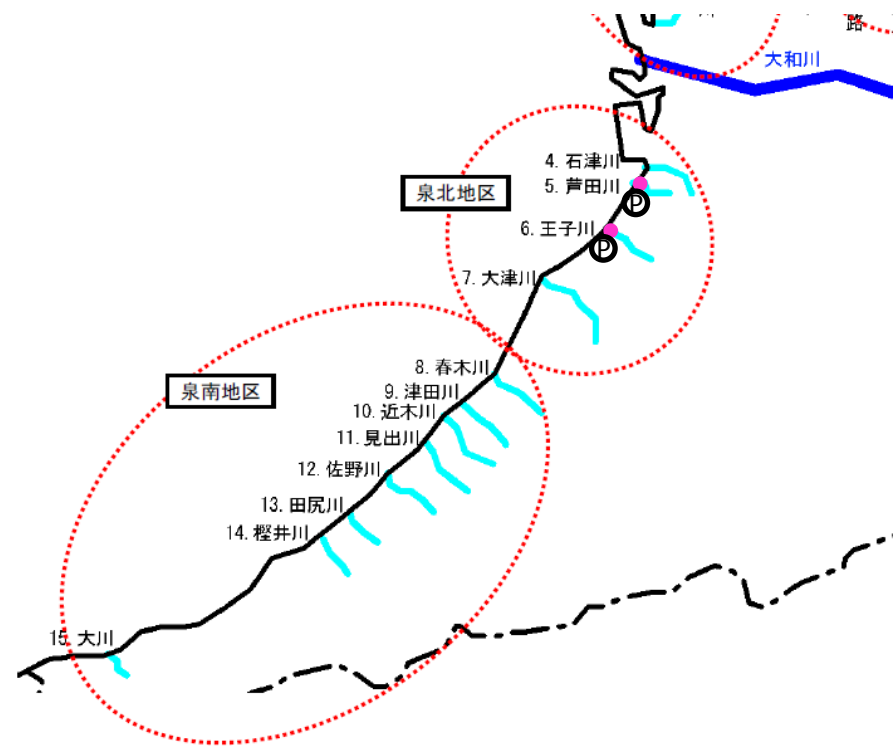 路
大和川
4. 石津川
泉北地区
5. 芦田川
P
6. 王子川
P
7. 大津川
8. 春木川
泉南地区
9. 津田川
10. 近木川
11. 見出川
12. 佐野川
13. 田尻川
14. 樫井川
15. 大川